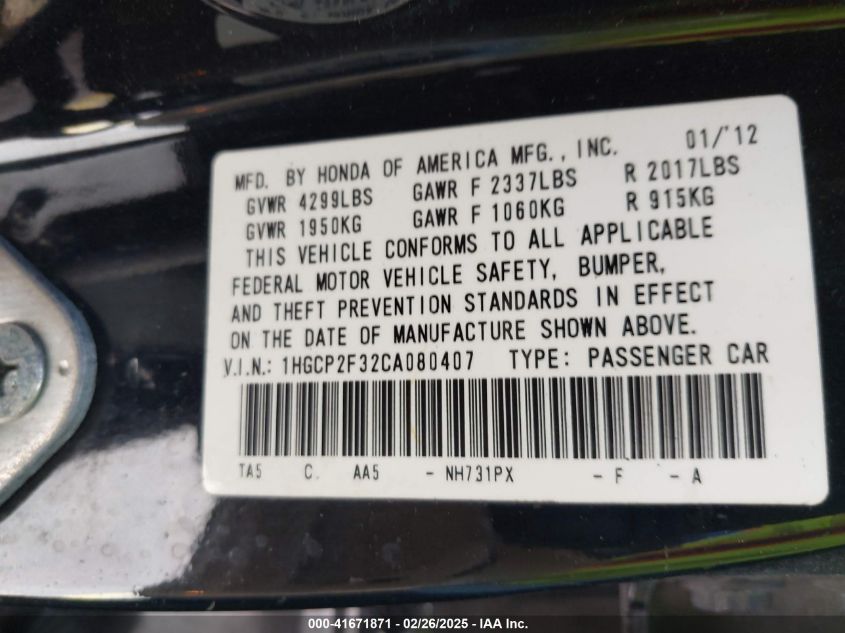 MFD. BY HONDA OF AMERICA MFG., INC. 01/'12
GVWR 4299LBS GAWR F 2337LBS R 2017LBS
GVWR 1950KG GAWR F 1060KG R 915KG
THIS VEHICLE CONFORMS TO ALL APPLICABLE
FEDERAL MOTOR VEHICLE SAFETY, BUMPER,
AND THEFT PREVENTION STANDARDS IN EFFECT
ON THE DATE OF MANUFACTURE SHOWN ABOVE.
V.I.N.: 1HGCP2F32CA080407 TYPE: PASSENGER CAR
TA5 C. AA5 - NH731PX - F - A
000-41671871 - 02/26/2025 - IAA Inc.